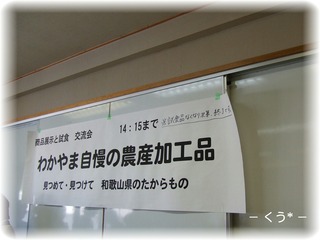 商品展示と試食 交流会 14:15まで
わかやま自慢の農産加工品
見つめて・見つけて 和歌山県のたからもの
－くう*－